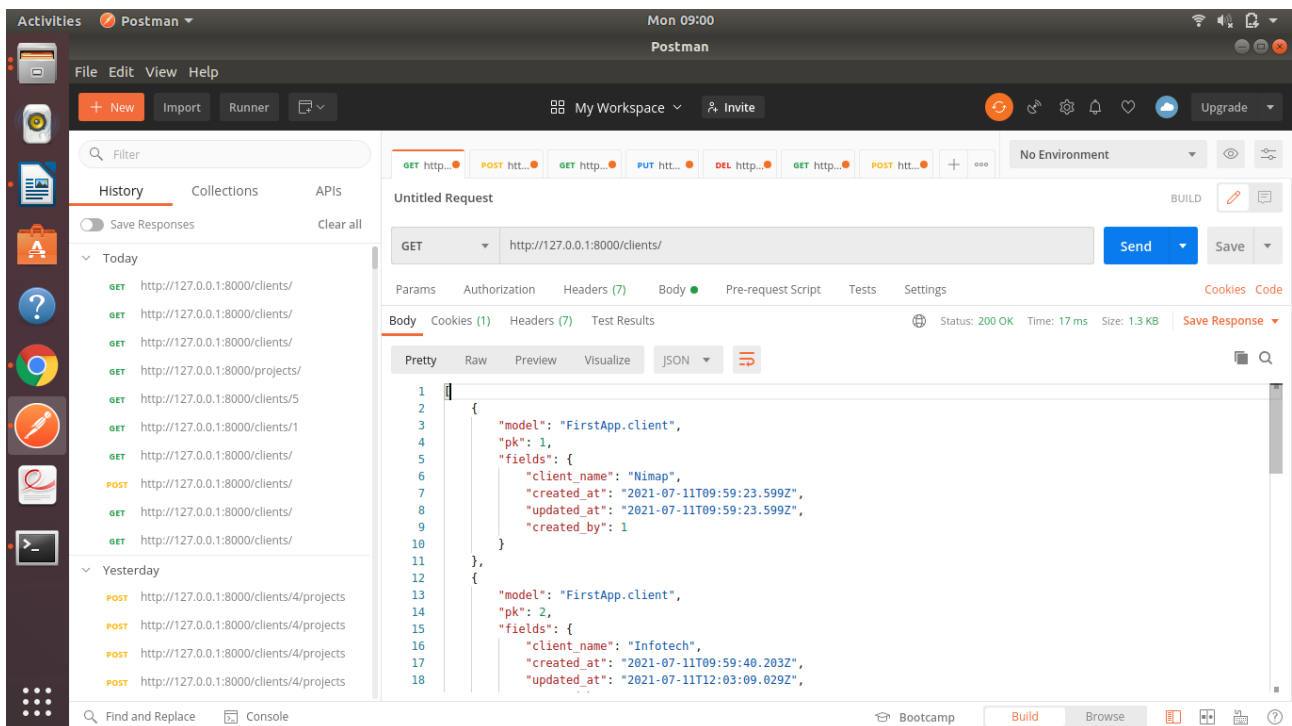 Activities Postman Mon 09:00
Postman
File Edit View Help
+ New Import Runner My Workspace Invite Upgrade
Filter
History Collections APIs
Save Responses Clear all
Today
GET http://127.0.0.1:8000/clients/
GET http://127.0.0.1:8000/clients/
GET http://127.0.0.1:8000/clients/
GET http://127.0.0.1:8000/projects/
GET http://127.0.0.1:8000/clients/5
GET http://127.0.0.1:8000/clients/1
GET http://127.0.0.1:8000/clients/
POST http://127.0.0.1:8000/clients/
GET http://127.0.0.1:8000/clients/
GET http://127.0.0.1:8000/clients/
Yesterday
POST http://127.0.0.1:8000/clients/4/projects
POST http://127.0.0.1:8000/clients/4/projects
POST http://127.0.0.1:8000/clients/4/projects
POST http://127.0.0.1:8000/clients/4/projects
GET http...● POST htt...● GET http...● PUT htt...● DEL http...● GET http...● POST htt...● + ooo No Environment
Untitled Request BUILD
GET http://127.0.0.1:8000/clients/ Send Save
Params Authorization Headers (7) Body ● Pre-request Script Tests Settings Cookies Code
Body Cookies (1) Headers (7) Test Results Status: 200 OK Time: 17 ms Size: 1.3 KB Save Response
Pretty Raw Preview Visualize JSON
1 [
2 {
3 "model": "FirstApp.client",
4 "pk": 1,
5 "fields": {
6 "client_name": "Nimap",
7 "created_at": "2021-07-11T09:59:23.599Z",
8 "updated_at": "2021-07-11T09:59:23.599Z",
9 "created_by": 1
10 }
11 },
12 {
13 "model": "FirstApp.client",
14 "pk": 2,
15 "fields": {
16 "client_name": "Infotech",
17 "created_at": "2021-07-11T09:59:40.203Z",
18 "updated_at": "2021-07-11T12:03:09.029Z",
Find and Replace Console Bootcamp Build Browse